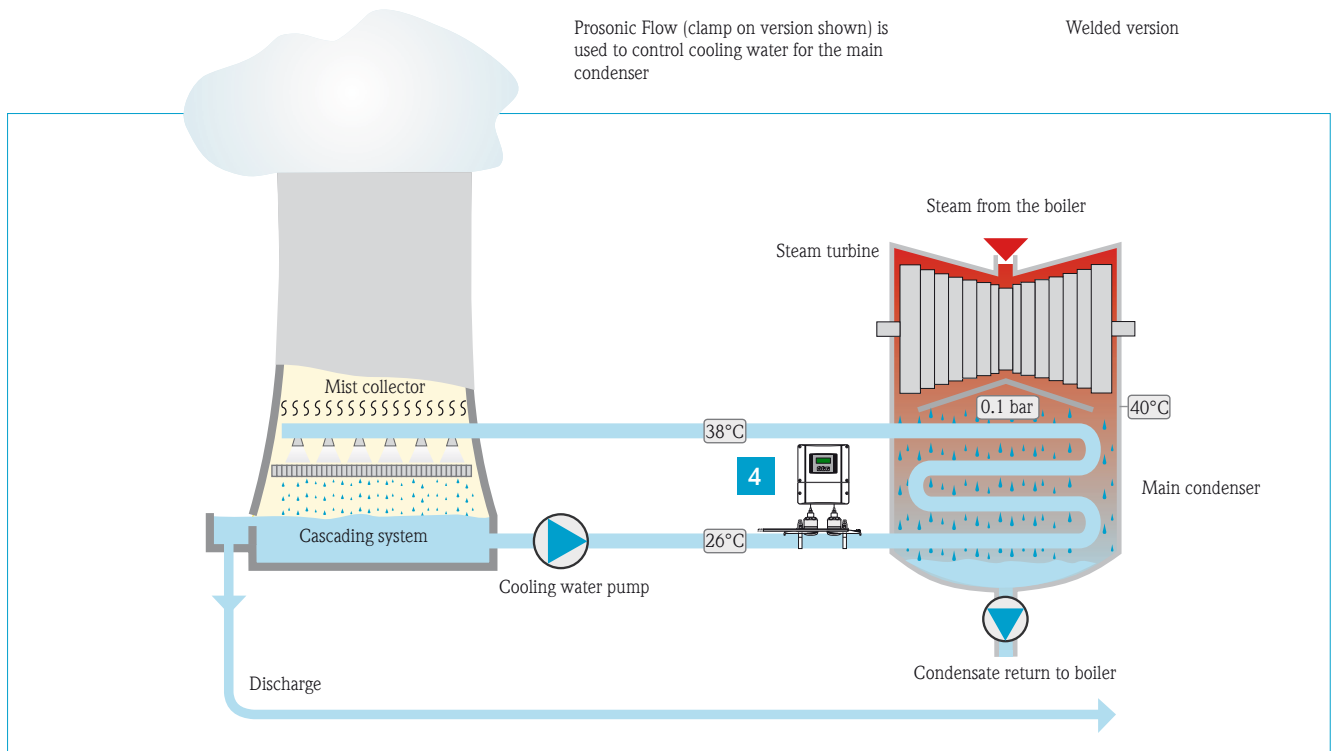 Prosonic Flow (clamp on version shown) is
used to control cooling water for the main
condenser
Welded version
Steam from the boiler
Steam turbine
Mist collector
0.1 bar
40°C
38°C
4
Main condenser
Cascading system
26°C
Cooling water pump
Condensate return to boiler
Discharge